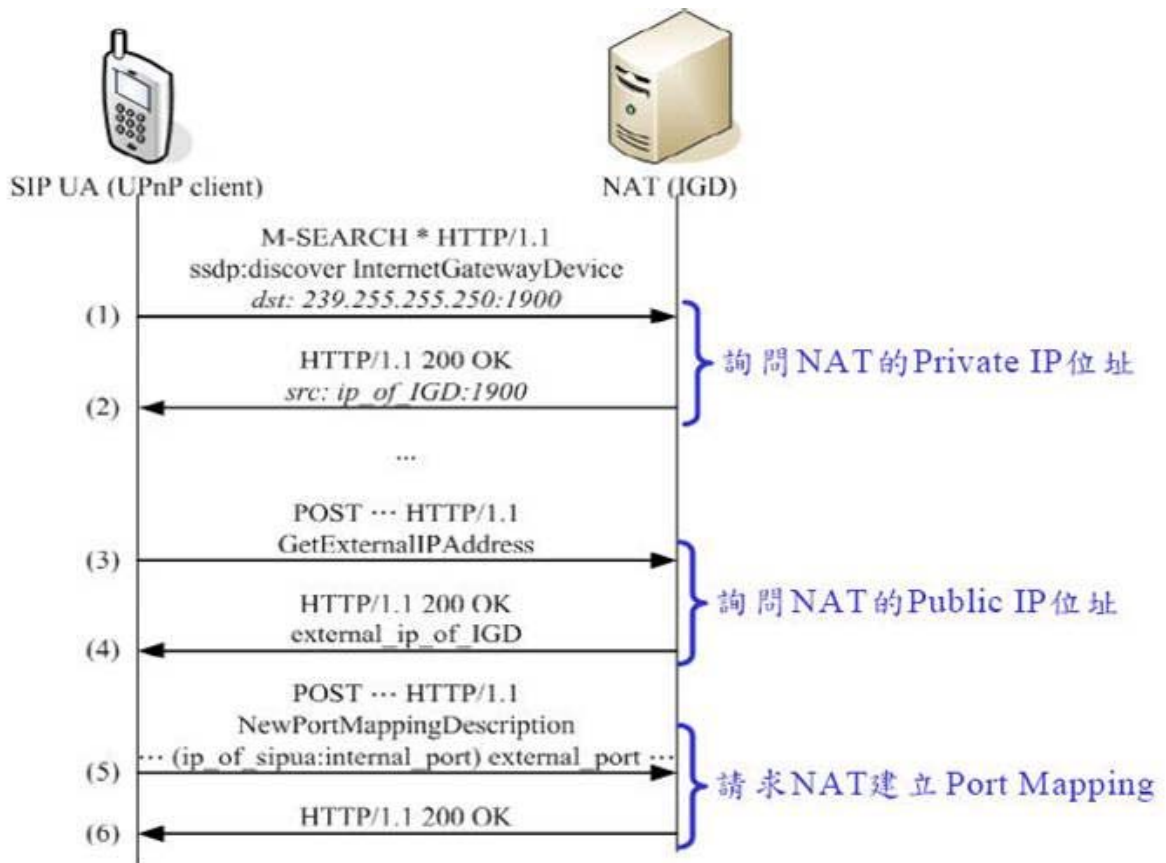 SIP UA (UPnP client)
NAT (IGD)
M-SEARCH * HTTP/1.1
ssdp:discover InternetGatewayDevice
dst: 239.255.255.250:1900
(1)
HTTP/1.1 200 OK
src: ip_of_IGD:1900
(2)
詢問NAT的Private IP位址
...
POST ··· HTTP/1.1
GetExternalIPAddress
(3)
HTTP/1.1 200 OK
external_ip_of_IGD
(4)
詢問NAT的Public IP位址
POST ··· HTTP/1.1
NewPortMappingDescription
··· (ip_of_sipua:internal_port) external_port ···
(5)
HTTP/1.1 200 OK
(6)
請求NAT建立Port Mapping